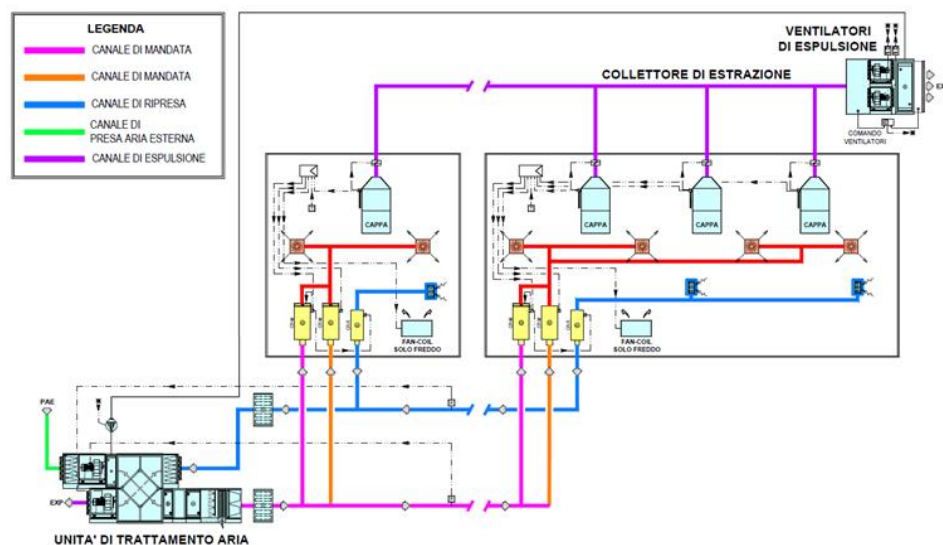 LEGENDA
CANALE DI MANDATA
CANALE DI MANDATA
CANALE DI RIPRESA
CANALE DI
PRESA ARIA ESTERNA
CANALE DI ESPULSIONE
VENTILATORI
DI ESPULSIONE
COLLETTORE DI ESTRAZIONE
COMANDO
VENTILATORI
CAPPA
CAPPA
CAPPA
CAPPA
FAN-COIL
SOLO FREDDO
FAN-COIL
SOLO FREDDO
PAE
EXP
UNITA' DI TRATTAMENTO ARIA